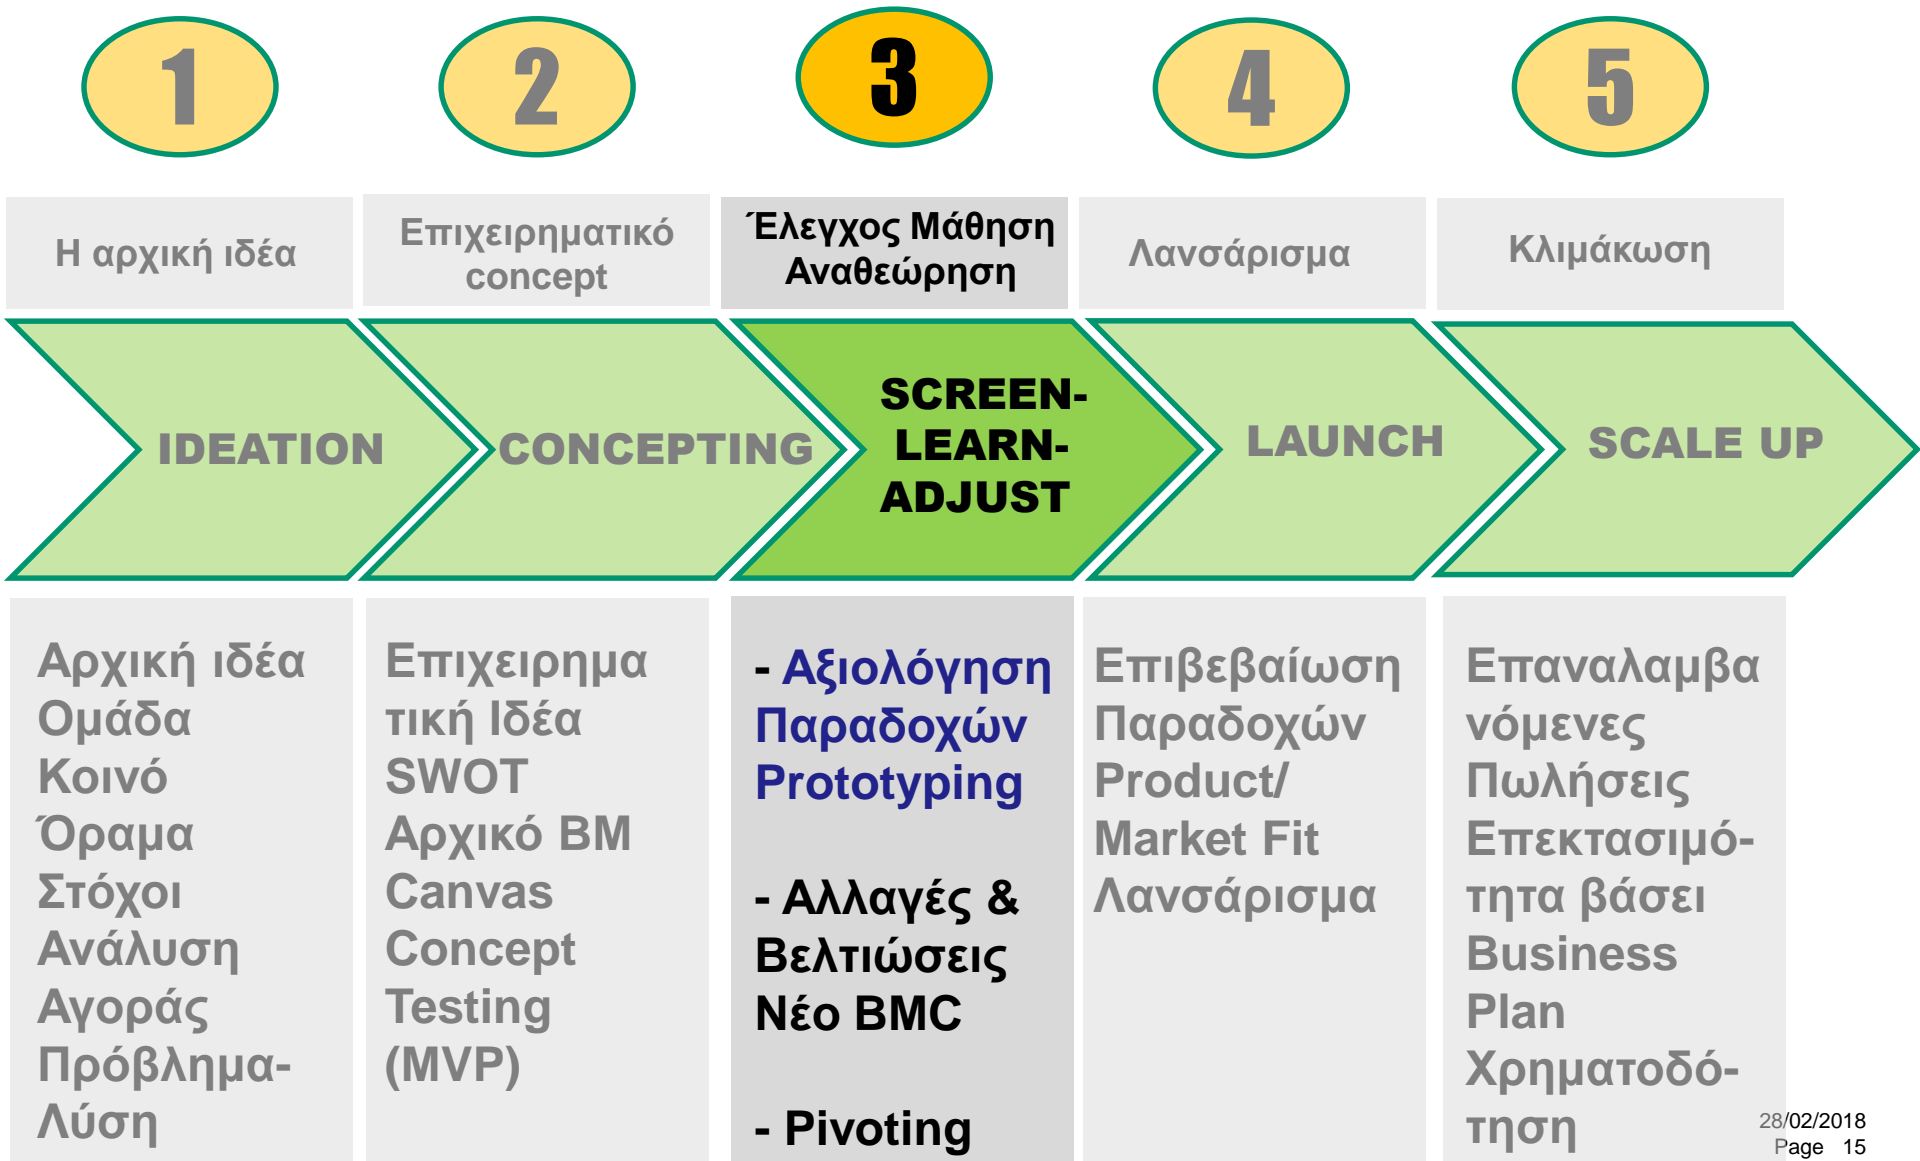 1
2
3
4
5
Η αρχική ιδέα
Επιχειρηματικό
concept
Έλεγχος Μάθηση
Αναθεώρηση
Λανσάρισμα
Κλιμάκωση
IDEATION
CONCEPTING
SCREEN-
LEARN-
ADJUST
LAUNCH
SCALE UP
Αρχική ιδέα
Ομάδα
Κοινό
Όραμα
Στόχοι
Ανάλυση
Αγοράς
Πρόβλημα-
Λύση
Επιχειρημα
τική Ιδέα
SWOT
Αρχικό BM
Canvas
Concept
Testing
(MVP)
- Αξιολόγηση
Παραδοχών
Prototyping
- Αλλαγές &
Βελτιώσεις
Νέο BMC
- Pivoting
Επιβεβαίωση
Παραδοχών
Product/
Market Fit
Λανσάρισμα
Επαναλαμβα
νόμενες
Πωλήσεις
Επεκτασιμό-
τητα βάσει
Business
Plan
Χρηματοδό-
τηση
28/02/2018
Page 15